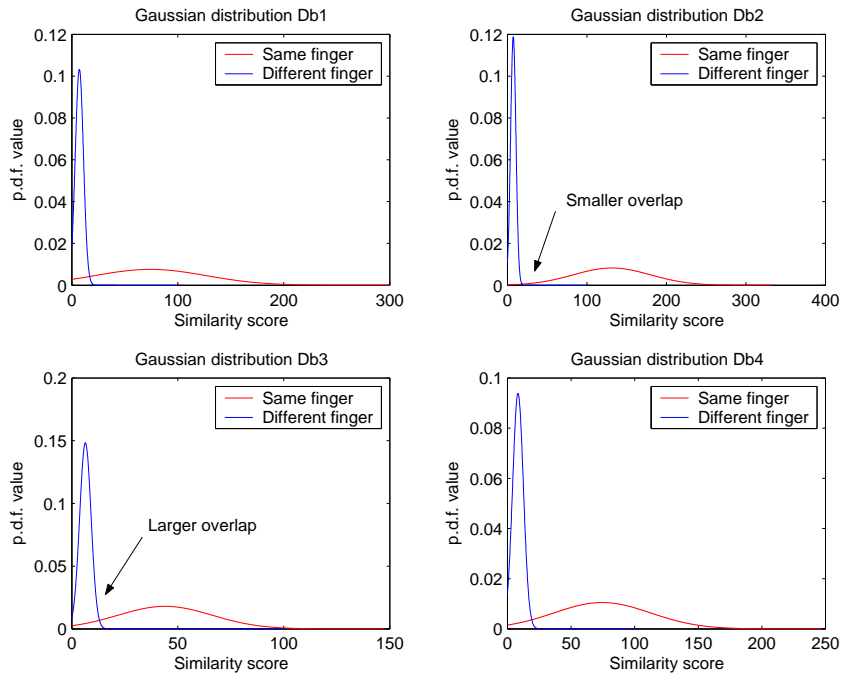 Gaussian distribution Db1
0.12
0.1
0.08
0.06
0.04
0.02
0
p.d.f. value
Same finger
Different finger
0
100
200
300
Similarity score
Gaussian distribution Db2
0.12
0.1
0.08
0.06
0.04
0.02
0
p.d.f. value
Same finger
Different finger
Smaller overlap
0
100
200
300
400
Similarity score
Gaussian distribution Db3
0.2
0.15
0.1
0.05
0
p.d.f. value
Same finger
Different finger
Larger overlap
0
50
100
150
Similarity score
Gaussian distribution Db4
0.1
0.08
0.06
0.04
0.02
0
p.d.f. value
Same finger
Different finger
0
50
100
150
200
250
Similarity score